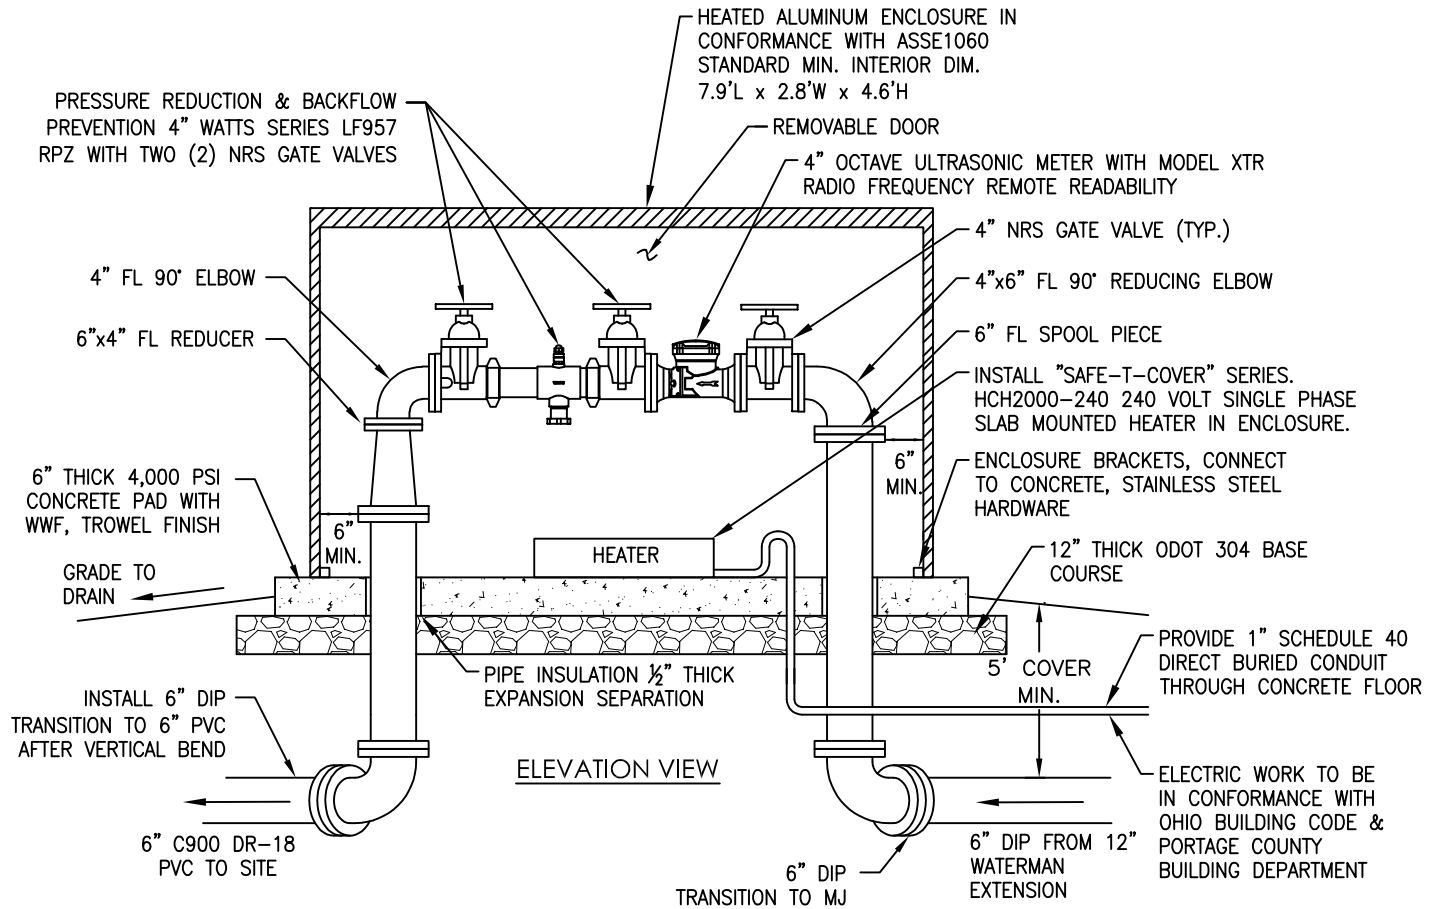 HEATED ALUMINUM ENCLOSURE IN
CONFORMANCE WITH ASSE1060
STANDARD MIN. INTERIOR DIM.
7.9'L x 2.8'W x 4.6'H
PRESSURE REDUCTION & BACKFLOW
PREVENTION 4" WATTS SERIES LF957
RPZ WITH TWO (2) NRS GATE VALVES
REMOVABLE DOOR
4" OCTAVE ULTRASONIC METER WITH MODEL XTR
RADIO FREQUENCY REMOTE READABILITY
4" NRS GATE VALVE (TYP.)
4" FL 90° ELBOW
4"x6" FL 90° REDUCING ELBOW
6"x4" FL REDUCER
6" FL SPOOL PIECE
INSTALL "SAFE-T-COVER" SERIES.
HCH2000-240 240 VOLT SINGLE PHASE
SLAB MOUNTED HEATER IN ENCLOSURE.
6" THICK 4,000 PSI
CONCRETE PAD WITH
WWF, TROWEL FINISH
6"
MIN.
6"
MIN.
ENCLOSURE BRACKETS, CONNECT
TO CONCRETE, STAINLESS STEEL
HARDWARE
HEATER
12" THICK ODOT 304 BASE
COURSE
GRADE TO
DRAIN
PIPE INSULATION ½" THICK
EXPANSION SEPARATION
5' COVER
MIN.
PROVIDE 1" SCHEDULE 40
DIRECT BURIED CONDUIT
THROUGH CONCRETE FLOOR
INSTALL 6" DIP
TRANSITION TO 6" PVC
AFTER VERTICAL BEND
ELEVATION VIEW
ELECTRIC WORK TO BE
IN CONFORMANCE WITH
OHIO BUILDING CODE &
PORTAGE COUNTY
BUILDING DEPARTMENT
6" C900 DR-18
PVC TO SITE
6" DIP
TRANSITION TO MJ
6" DIP FROM 12"
WATERMAN
EXTENSION